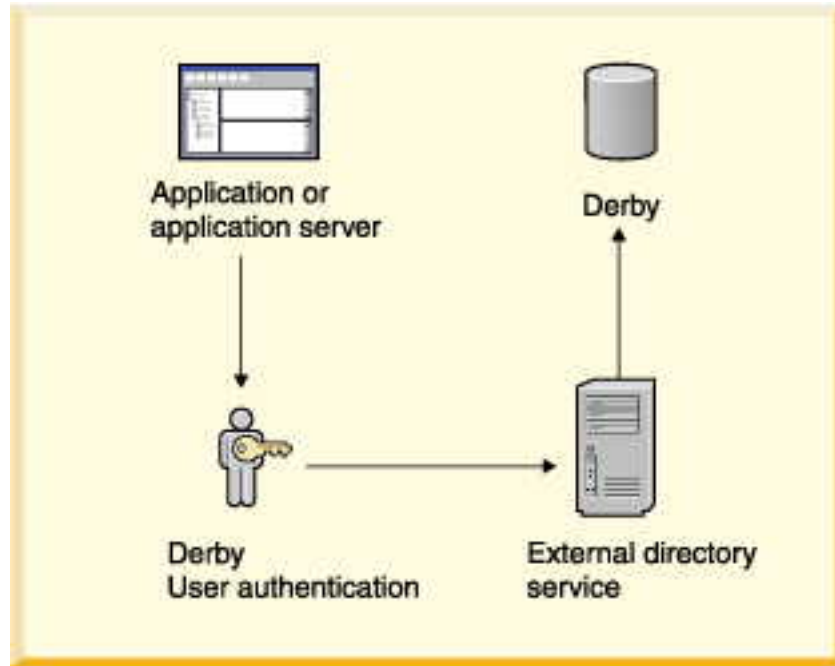 Application or
application server
Derby
Derby
User authentication
External directory
service